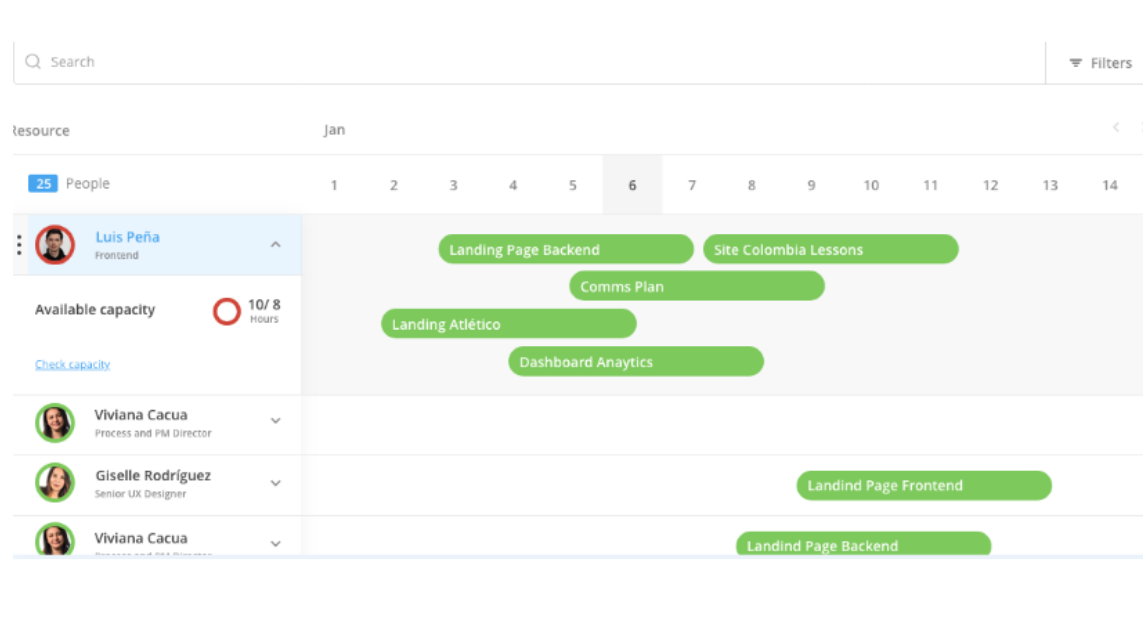 Search
Filters
Resource
Jan
25 People
1 2 3 4 5 6 7 8 9 10 11 12 13 14
Luis Peña
Frontend
Landing Page Backend
Site Colombia Lessons
Comms Plan
Available capacity
10/ 8
Hours
Landing Atlético
Dashboard Anaytics
Check capacity
Viviana Cacua
Process and PM Director
Giselle Rodríguez
Senior UX Designer
Landind Page Frontend
Viviana Cacua
Landind Page Backend